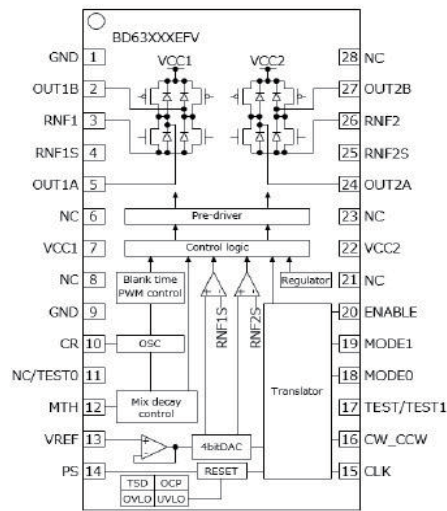 BD63XXXEFV
GND 1
28 NC
VCC1
VCC2
OUT1B 2
27 OUT2B
RNF1 3
26 RNF2
RNF1S 4
25 RNF2S
OUT1A 5
24 OUT2A
NC 6
Pre-driver
23 NC
VCC1 7
Control logic
22 VCC2
NC 8
Blank time
PWM control
Regulator
21 NC
GND 9
RNF1S
RNF2S
20 ENABLE
CR 10
OSC
19 MODE1
NC/TEST0 11
Translator
18 MODE0
MTH 12
Mix decay
control
17 TEST/TEST1
VREF 13
4bitDAC
16 CW_CCW
PS 14
RESET
15 CLK
TSD OCP
OVLO UVLO